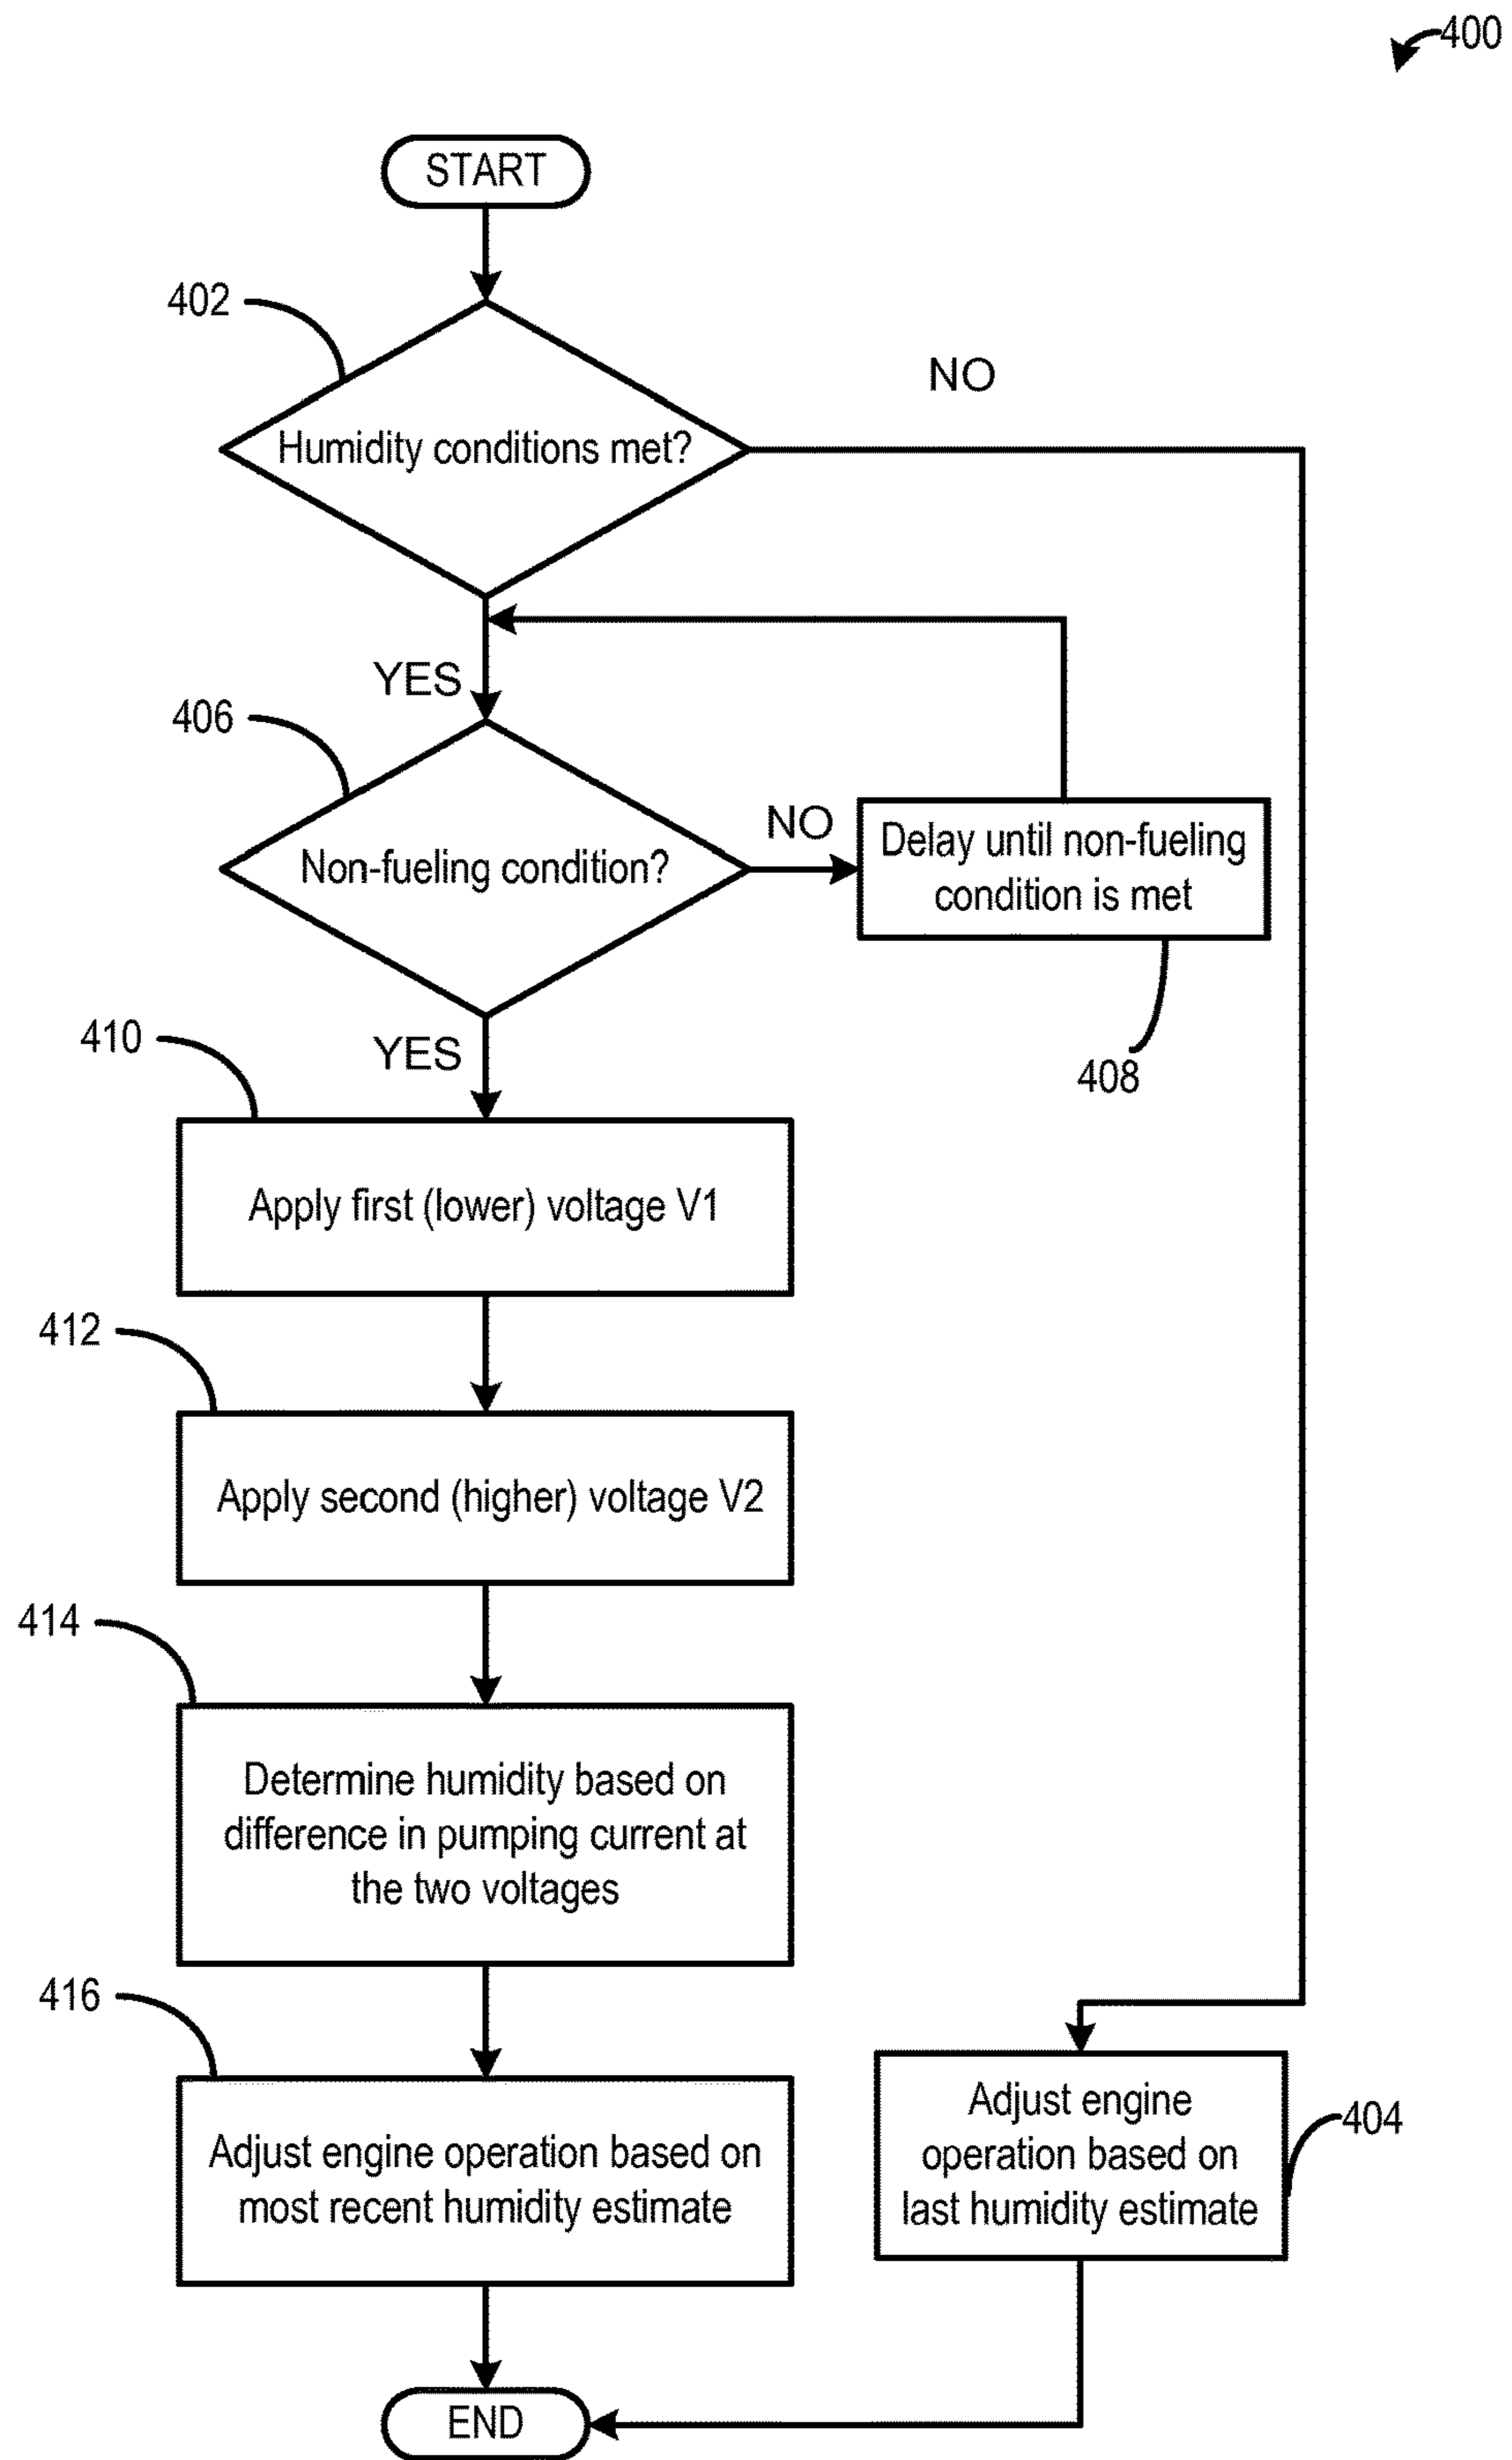 400
START
402
NO
Humidity conditions met?
YES
406
NO
Non-fueling condition?
Delay until non-fueling
condition is met
408
410
YES
Apply first (lower) voltage V1
412
Apply second (higher) voltage V2
414
Determine humidity based on
difference in pumping current at
the two voltages
416
Adjust engine operation based on
most recent humidity estimate
Adjust engine
operation based on
last humidity estimate
404
END